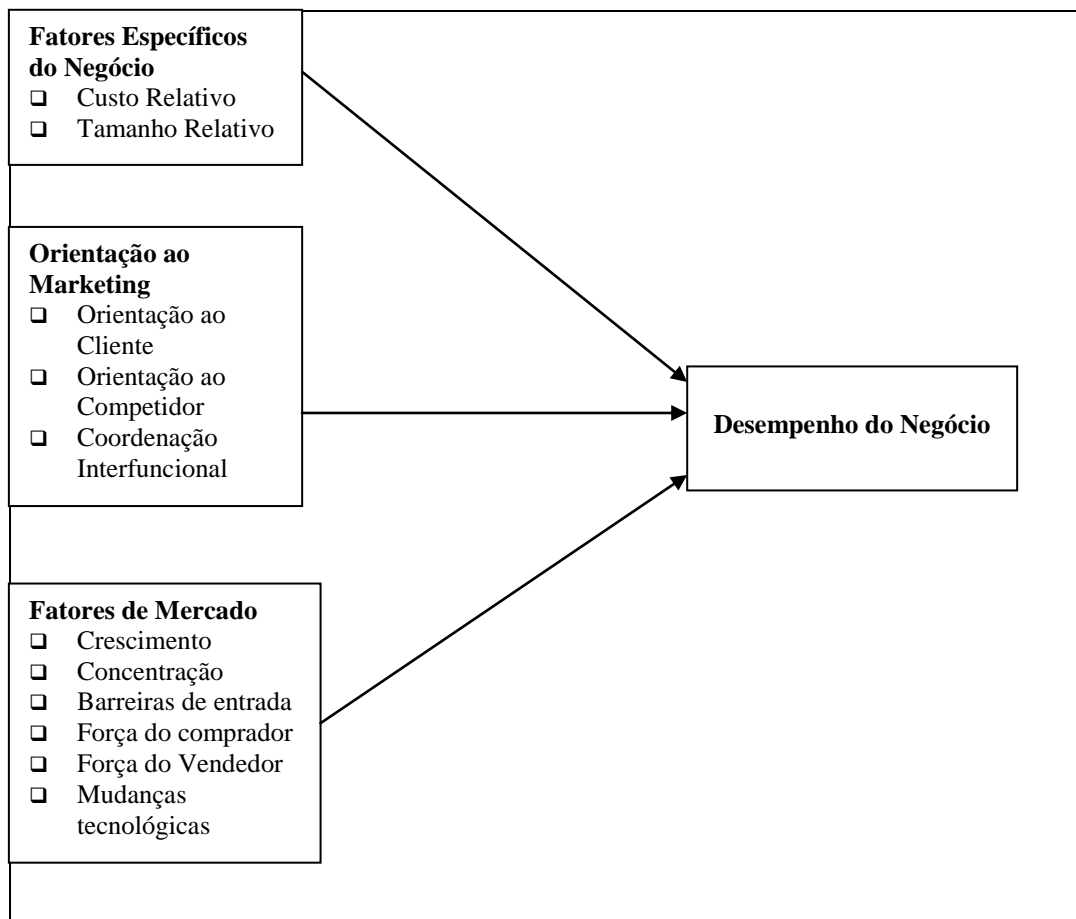 Fatores Específicos
do Negócio
❑ Custo Relativo
❑ Tamanho Relativo
Orientação ao
Marketing
❑ Orientação ao
Cliente
❑ Orientação ao
Competidor
❑ Coordenação
Interfuncional
Desempenho do Negócio
Fatores de Mercado
❑ Crescimento
❑ Concentração
❑ Barreiras de entrada
❑ Força do comprador
❑ Força do Vendedor
❑ Mudanças
tecnológicas